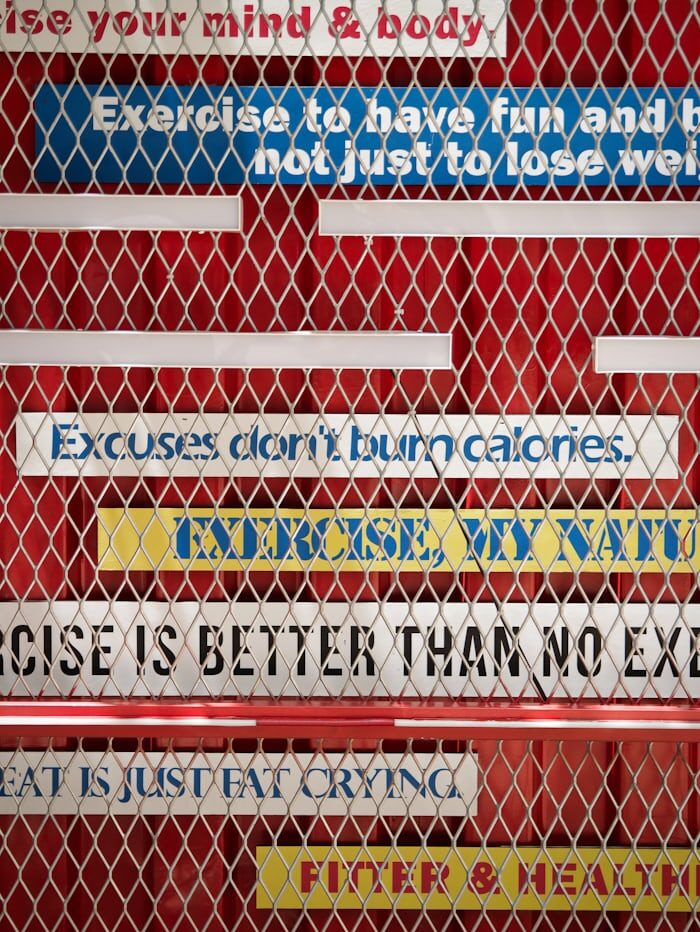 ise your mind & body.
Exercise to have fun and b
not just to lose wei
Excuses don't burn calories.
EXERCISE, MY NATU
RCISE IS BETTER THAN NO EXE
EAT IS JUST FAT CRYING.
FITTER & HEALTHI